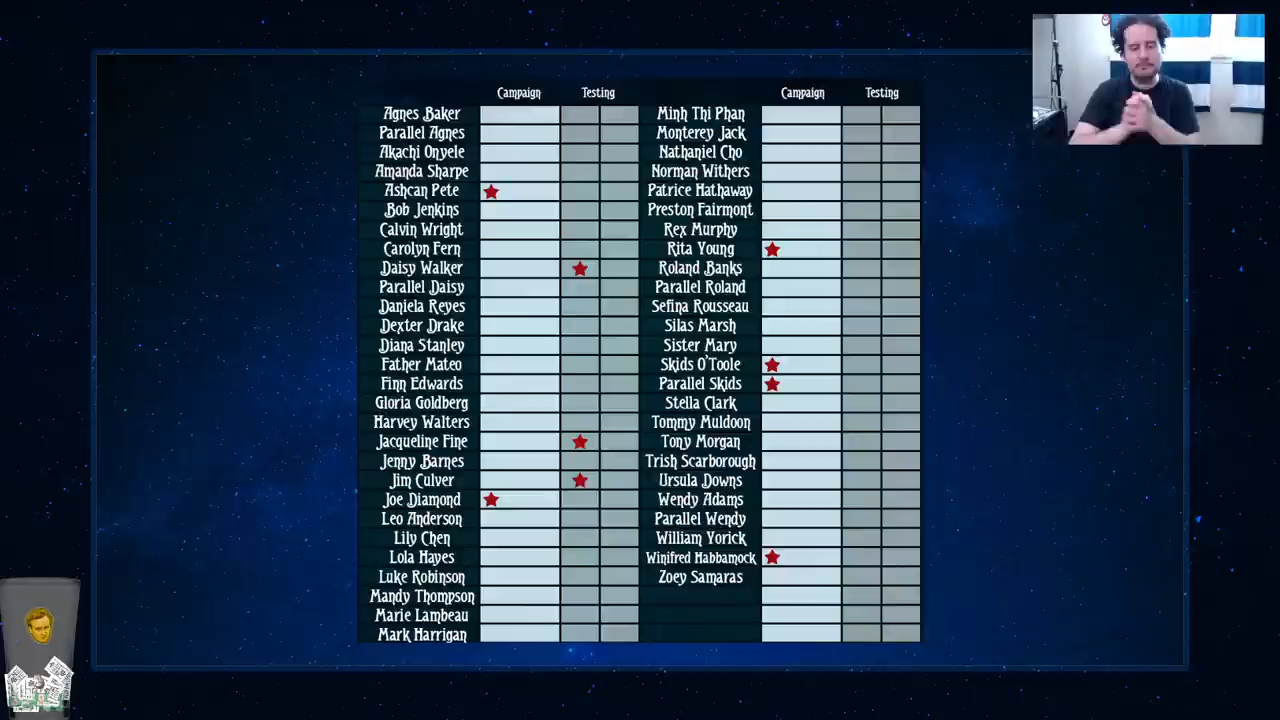 Campaign Testing Campaign Testing
Agnes Baker Minh Thi Phan
Parallel Agnes Monterey Jack
Akachi Onyele Nathaniel Cho
Amanda Sharpe Norman Withers
Ashcan Pete Patrice Hathaway
Bob Jenkins Preston Fairmont
Calvin Wright Rex Murphy
Carolyn Fern Rita Young
Daisy Walker Roland Banks
Parallel Daisy Parallel Roland
Daniela Reyes Sefina Rousseau
Dexter Drake Silas Marsh
Diana Stanley Sister Mary
Father Mateo Skids O'Toole
Finn Edwards Parallel Skids
Gloria Goldberg Stella Clark
Harvey Walters Tommy Muldoon
Jacqueline Fine Tony Morgan
Jenny Barnes Trish Scarborough
Jim Culver Ursula Downs
Joe Diamond Wendy Adams
Leo Anderson Parallel Wendy
Lily Chen William Yorick
Lola Hayes Winifred Habbamock
Luke Robinson Zoey Samaras
Mandy Thompson
Marie Lambeau
Mark Harrigan